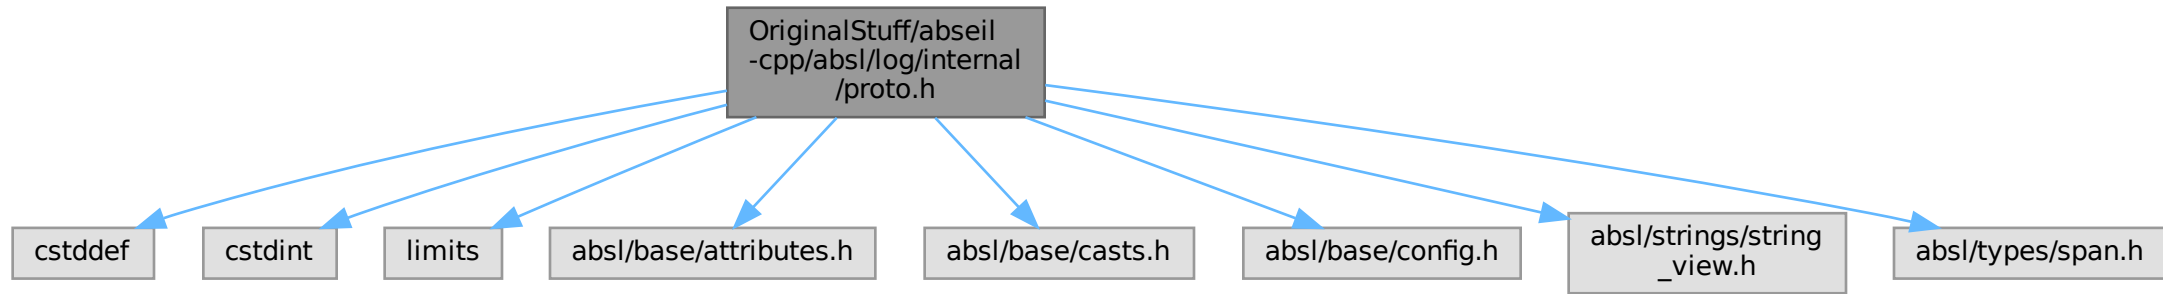 OriginalStuff/abseil
-cpp/absl/log/internal
/proto.h
cstddef
cstdint
limits
absl/base/attributes.h
absl/base/casts.h
absl/base/config.h
absl/strings/string
_view.h
absl/types/span.h